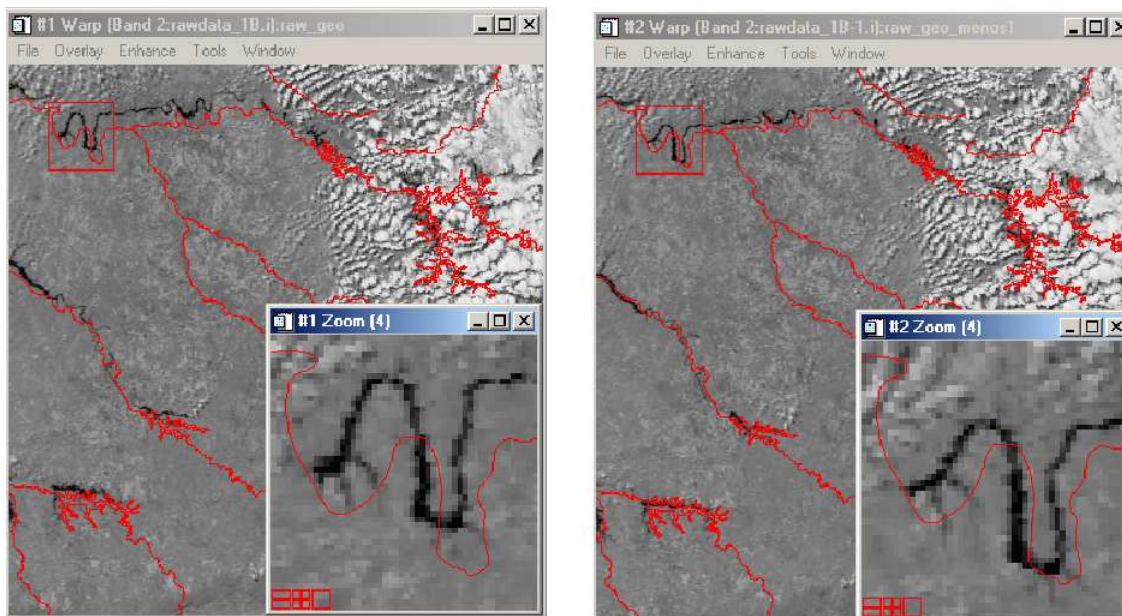 #1 Warp (Band 2:rawdata_1B.i):raw_geo
File Overlay Enhance Tools Window
#1 Zoom (4)
#2 Warp (Band 2:rawdata_1B-1.i):raw_geo_menos1
File Overlay Enhance Tools Window
#2 Zoom (4)